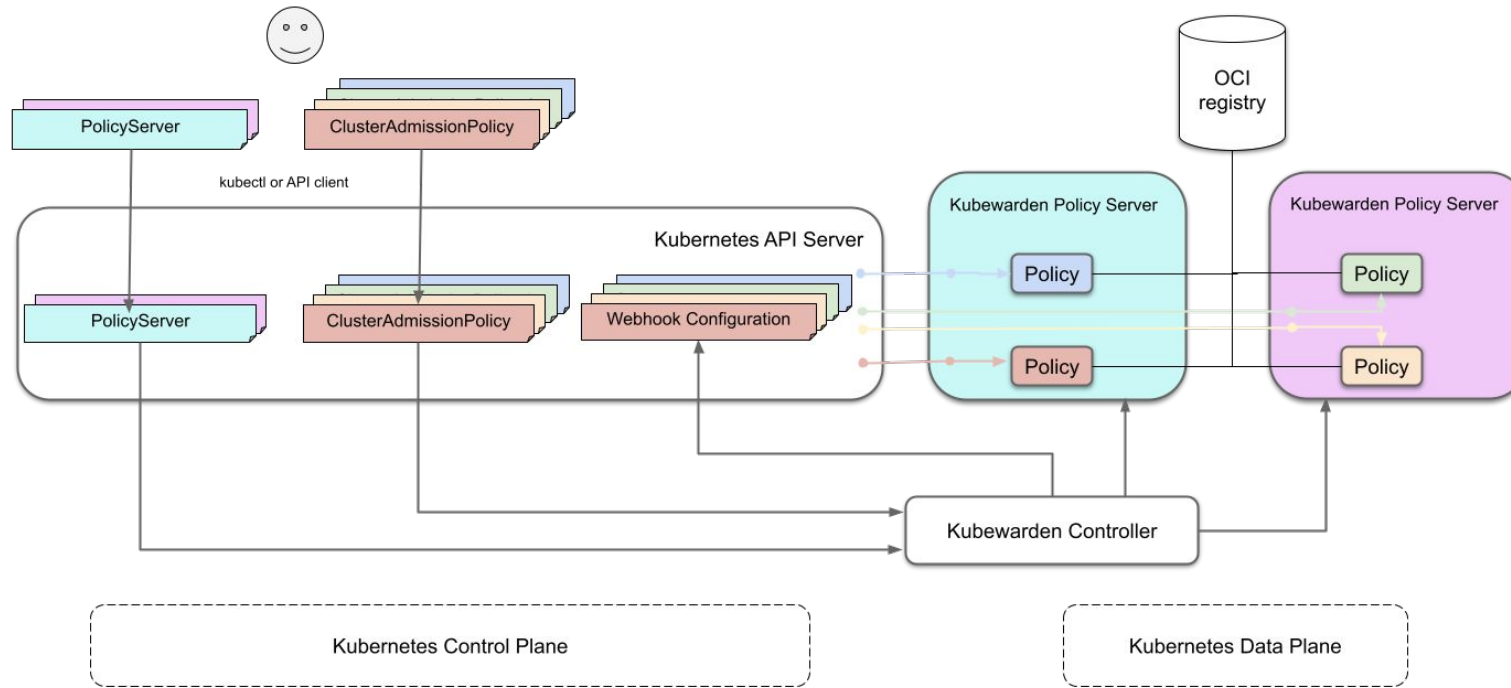 OCI
registry
PolicyServer
ClusterAdmissionPolicy
kubectl or API client
Kubewarden Policy Server
Kubewarden Policy Server
Kubernetes API Server
Policy
Policy
PolicyServer
ClusterAdmissionPolicy
Webhook Configuration
Policy
Policy
Kubewarden Controller
Kubernetes Control Plane
Kubernetes Data Plane